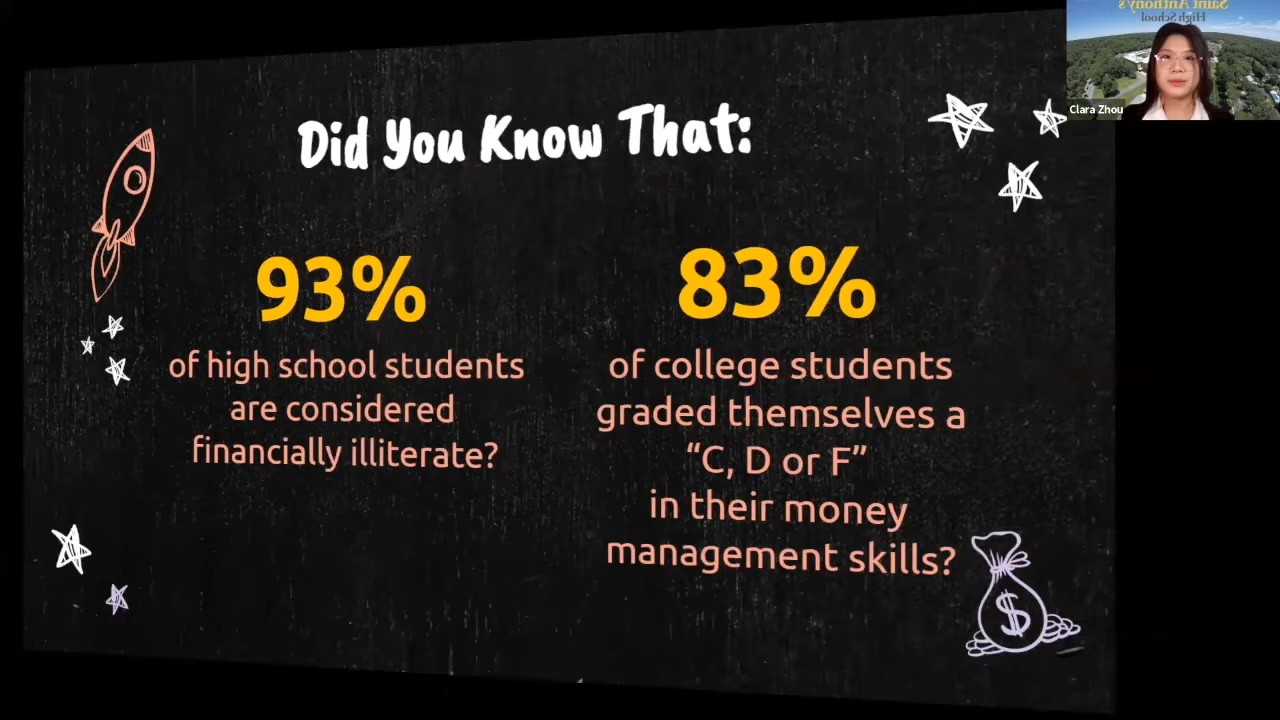 Saint Anthony's
High School
Clara Zhou
Did You Know That:
93%
of high school students
are considered
financially illiterate?
83%
of college students
graded themselves a
“C, D or F”
in their money
management skills?
$